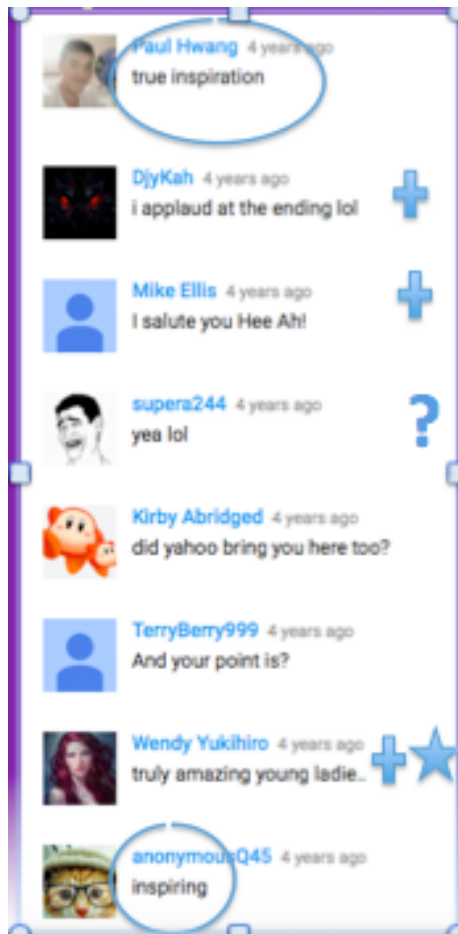 Paul Hwang 4 years ago
true inspiration
DjyKah 4 years ago
i applaud at the ending lol
Mike Ellis 4 years ago
I salute you Hee Ah!
supera244 4 years ago
yea lol
?
Kirby Abridged 4 years ago
did yahoo bring you here too?
TerryBerry999 4 years ago
And your point is?
Wendy Yukihiro 4 years ago
truly amazing young ladie..
anonymousQ45 4 years ago
inspiring